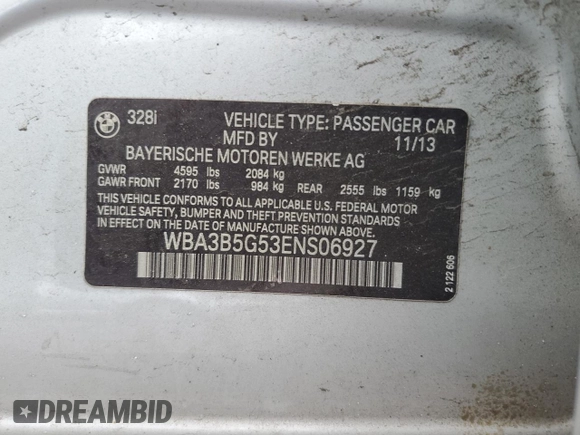 BMW
328i
VEHICLE TYPE: PASSENGER CAR
MFD BY 11/13
BAYERISCHE MOTOREN WERKE AG
GVWR 4595 lbs 2084 kg
GAWR FRONT 2170 lbs 984 kg REAR 2555 lbs 1159 kg
THIS VEHICLE CONFORMS TO ALL APPLICABLE U.S. FEDERAL MOTOR
VEHICLE SAFETY, BUMPER AND THEFT PREVENTION STANDARDS
IN EFFECT ON THE DATE OF MANUFACTURE SHOWN ABOVE.
WBA3B5G53ENS06927
2 122 606
DREAMBID